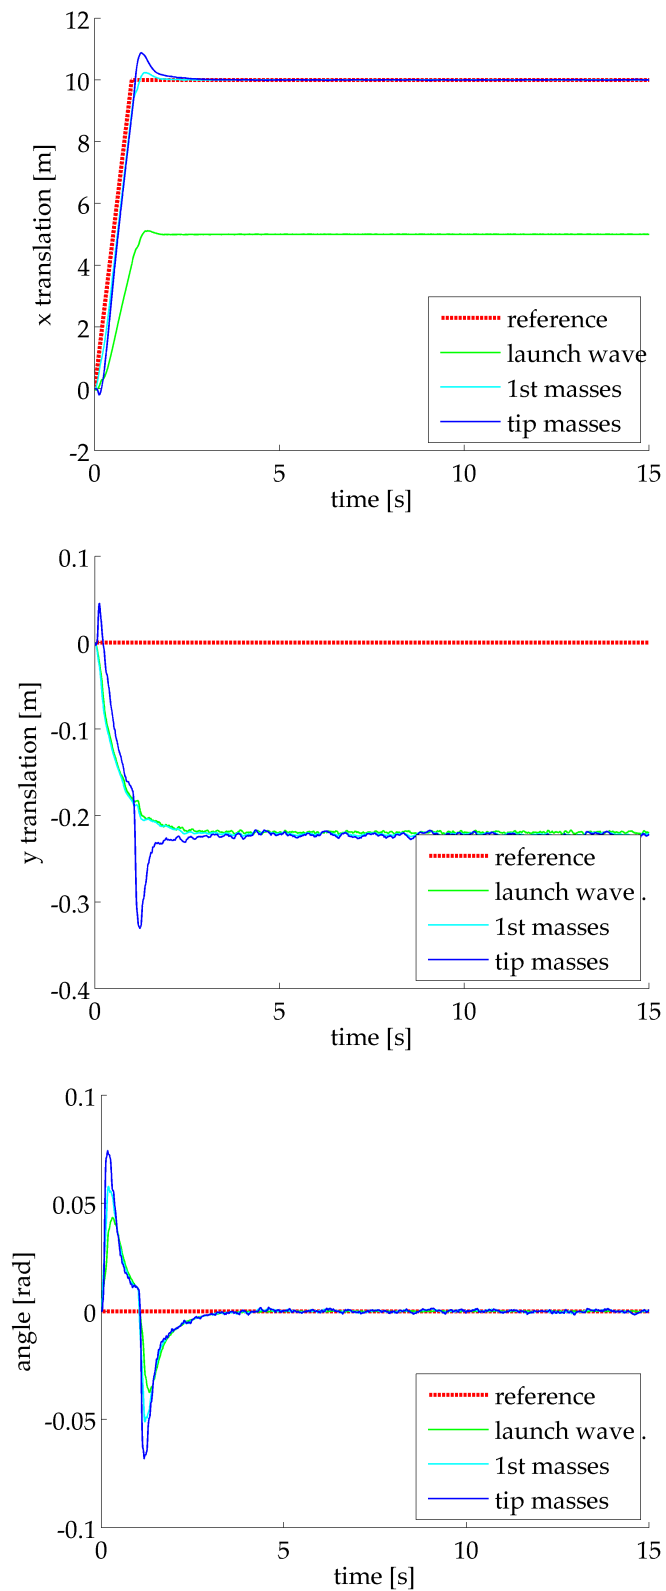 12
10
8
6
4
2
0
-2
x translation [m]
reference
launch wave
1st masses
tip masses
0
5
10
15
time [s]
0.1
0
-0.1
-0.2
-0.3
-0.4
y translation [m]
reference
launch wave .
1st masses
tip masses
0
5
10
15
time [s]
0.1
0.05
0
-0.05
-0.1
angle [rad]
reference
launch wave .
1st masses
tip masses
0
5
10
15
time [s]